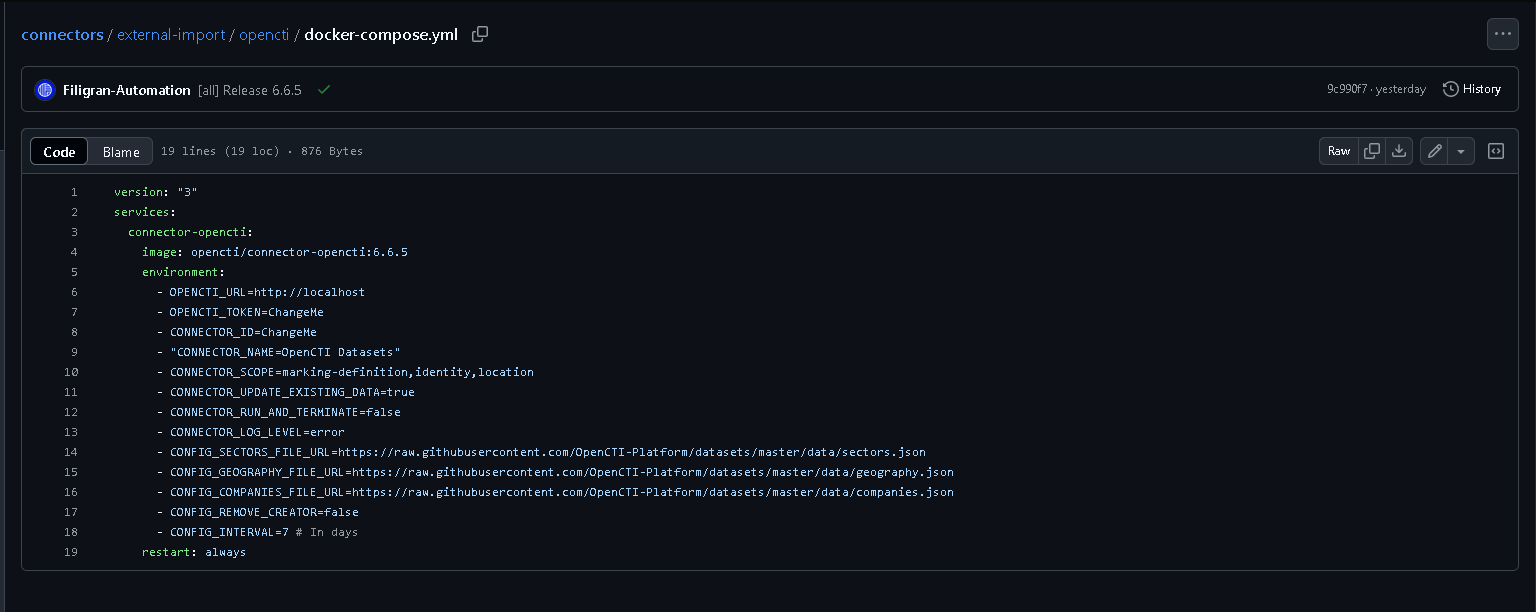 connectors / external-import / opencti / docker-compose.yml
Filigran-Automation [all] Release 6.6.5 9c990f7 · yesterday History
Code Blame 19 lines (19 loc) · 876 Bytes Raw
1 version: "3"
2 services:
3 connector-opencti:
4 image: opencti/connector-opencti:6.6.5
5 environment:
6 - OPENCTI_URL=http://localhost
7 - OPENCTI_TOKEN=ChangeMe
8 - CONNECTOR_ID=ChangeMe
9 - "CONNECTOR_NAME=OpenCTI Datasets"
10 - CONNECTOR_SCOPE=marking-definition,identity,location
11 - CONNECTOR_UPDATE_EXISTING_DATA=true
12 - CONNECTOR_RUN_AND_TERMINATE=false
13 - CONNECTOR_LOG_LEVEL=error
14 - CONFIG_SECTORS_FILE_URL=https://raw.githubusercontent.com/OpenCTI-Platform/datasets/master/data/sectors.json
15 - CONFIG_GEOGRAPHY_FILE_URL=https://raw.githubusercontent.com/OpenCTI-Platform/datasets/master/data/geography.json
16 - CONFIG_COMPANIES_FILE_URL=https://raw.githubusercontent.com/OpenCTI-Platform/datasets/master/data/companies.json
17 - CONFIG_REMOVE_CREATOR=false
18 - CONFIG_INTERVAL=7 # In days
19 restart: always